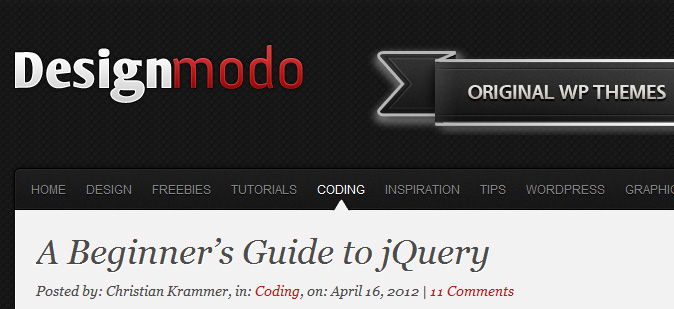 Designmodo
ORIGINAL WP THEMES
HOME DESIGN FREEBIES TUTORIALS CODING INSPIRATION TIPS WORDPRESS GRAPHIC
A Beginner’s Guide to jQuery
Posted by: Christian Krammer, in: Coding, on: April 16, 2012 | 11 Comments